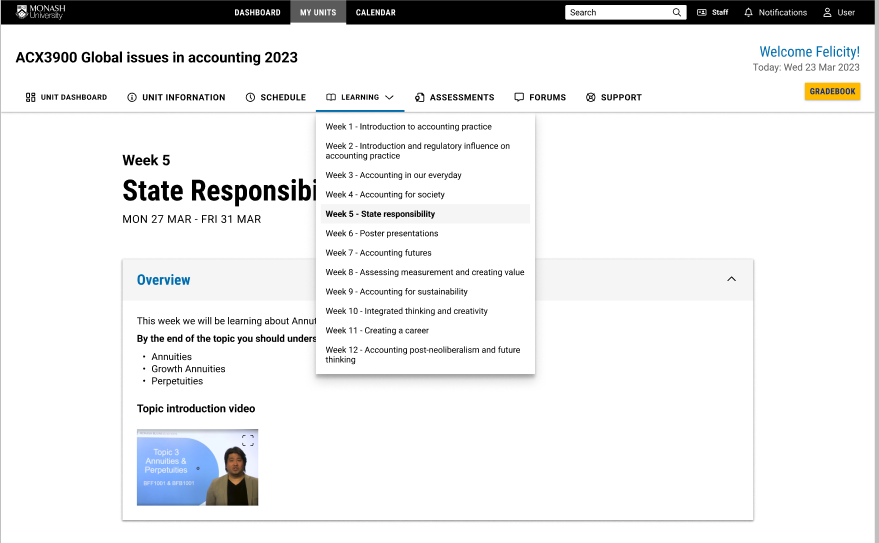 MONASH University
DASHBOARD
MY UNITS
CALENDAR
Search
Staff
Notifications
User
ACX3900 Global issues in accounting 2023
Welcome Felicity!
Today: Wed 23 Mar 2023
UNIT DASHBOARD
UNIT INFORMATION
SCHEDULE
LEARNING
ASSESSMENTS
FORUMS
SUPPORT
GRADEBOOK
Week 1 - Introduction to accounting practice
Week 2 - Introduction and regulatory influence on
accounting practice
Week 3 - Accounting in our everyday
Week 4 - Accounting for society
Week 5 - State responsibility
Week 6 - Poster presentations
Week 7 - Accounting futures
Week 8 - Assessing measurement and creating value
Week 9 - Accounting for sustainability
Week 10 - Integrated thinking and creativity
Week 11 - Creating a career
Week 12 - Accounting post-neoliberalism and future
thinking
Week 5
State Responsibi
MON 27 MAR - FRI 31 MAR
Overview
This week we will be learning about Annut
By the end of the topic you should unders
• Annuities
• Growth Annuities
• Perpetuities
Topic introduction video
Topic 3
Annuities &
Perpetuities
BFF1001 & BFB1001